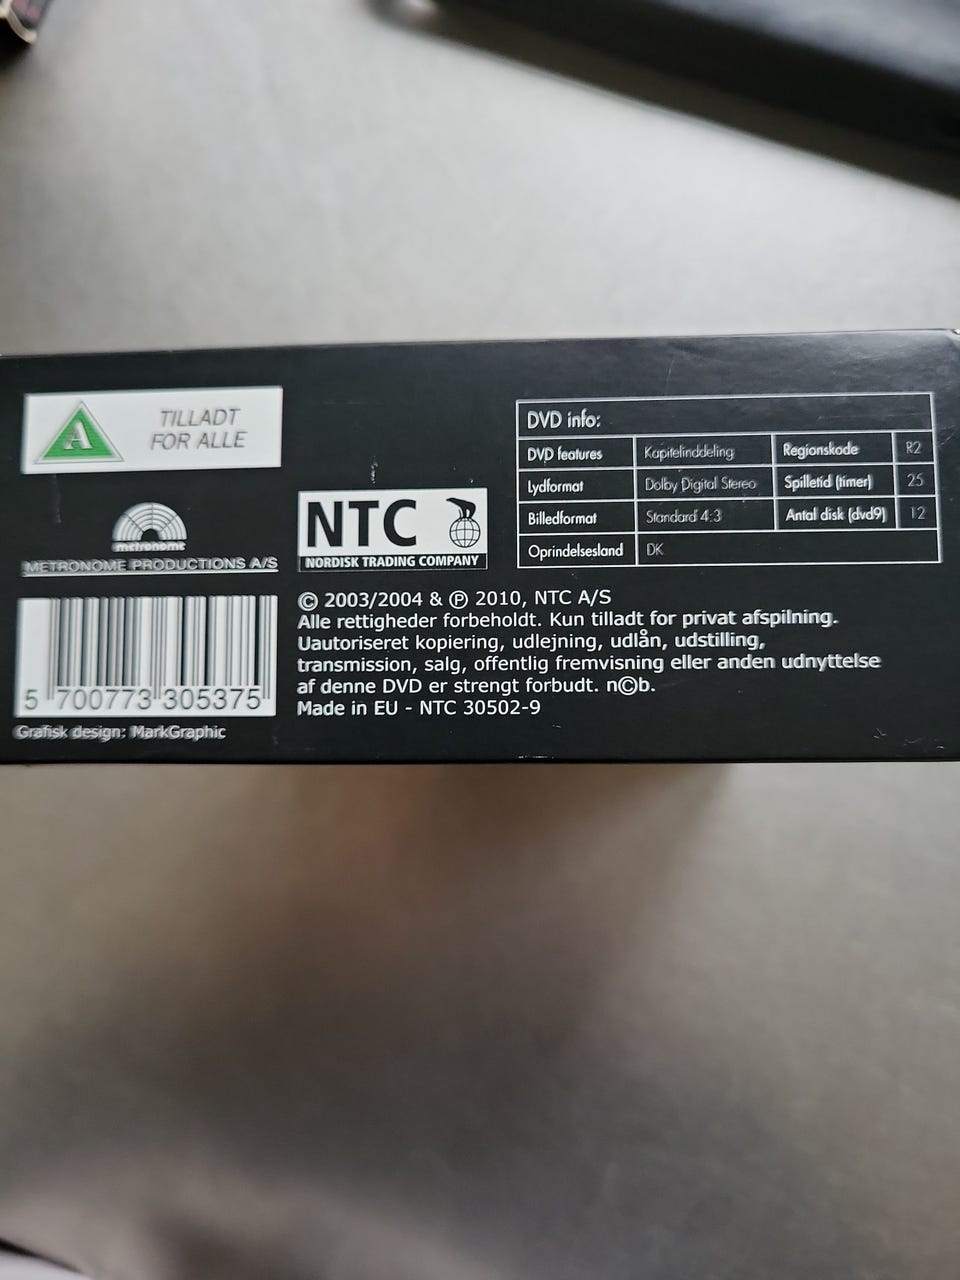 A
TILLADT
FOR ALLE
metronome
METRONOME PRODUCTIONS A/S
5 700773 305375
Grafisk design: MarkGraphic
NTC
NORDISK TRADING COMPANY
DVD info:
DVD features Kapitelinddeling Regionskode R2
Lydformat Dolby Digital Stereo Spilletid (timer) 25
Billedformat Standard 4:3 Antal disk (dvd9) 12
Oprindelsesland DK
© 2003/2004 & ℗ 2010, NTC A/S
Alle rettigheder forbeholdt. Kun tilladt for privat afspilning.
Uautoriseret kopiering, udlejning, udlån, udstilling,
transmission, salg, offentlig fremvisning eller anden udnyttelse
af denne DVD er strengt forbudt. n©b.
Made in EU - NTC 30502-9